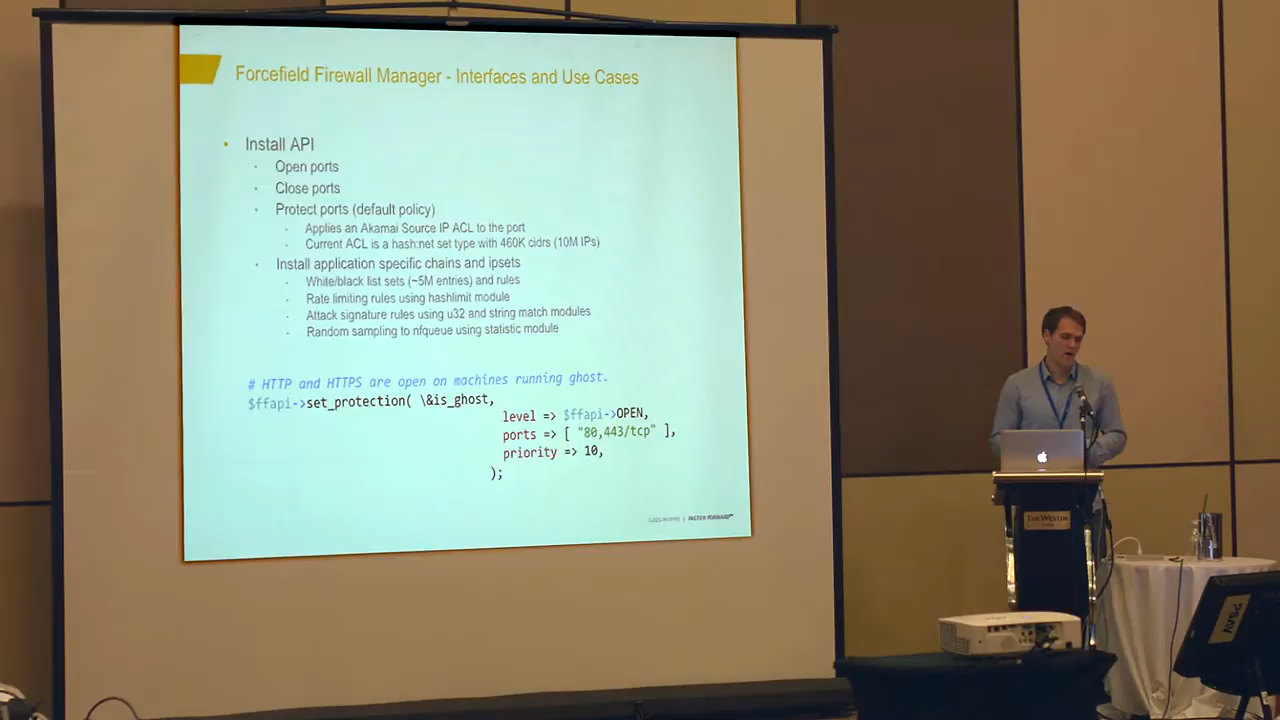 Forcefield Firewall Manager - Interfaces and Use Cases
Install API
Open ports
Close ports
Protect ports (default policy)
Applies an Akamai Source IP ACL to the port
Current ACL is a hash:net set type with 460K cidrs (10M IPs)
Install application specific chains and ipsets
White/black list sets (~5M entries) and rules
Rate limiting rules using hashlimit module
Attack signature rules using u32 and string match modules
Random sampling to nfqueue using statistic module
# HTTP and HTTPS are open on machines running ghost.
$ffapi->set_protection( \&is_ghost,
level => $ffapi->OPEN,
ports => [ "80,443/tcp" ],
priority => 10,
);
FASTER FORWARD
THE WESTIN
PSAV